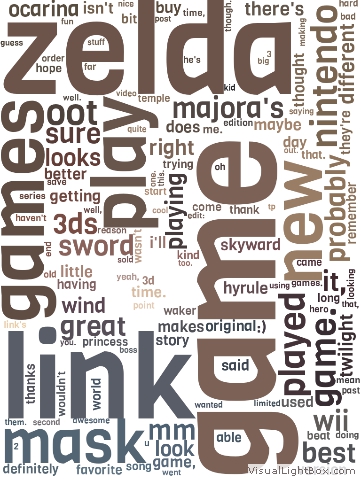 ocarina isn't nice buy time, though. there's hard
bit post making bad
zelda
guess fun stuff he's big 3 nintendo
order far kid thought different
hope
well. video temple majora's saying they're
games oot play edition maybe
sure quite does me. day
looks right out. that. probably
better trying oh remember
save one. this.
series getting start playing come thank tp new
haven't well, cool edit:
3ds reason
end sword wasn't i'll skyward
sold kind
old little yeah, 3d too. came
having time. hyrule using games. it, looking
wind point game long that,
link's great waker played hero
you. princess makes original;) game. twilight
boss story
link said mean
thanks wouldn't world past
wanted limited used
them. second awesome wii
mask mm able beat doing
2 u look best
definitely favorite song game,
went
VisualLightBox.com